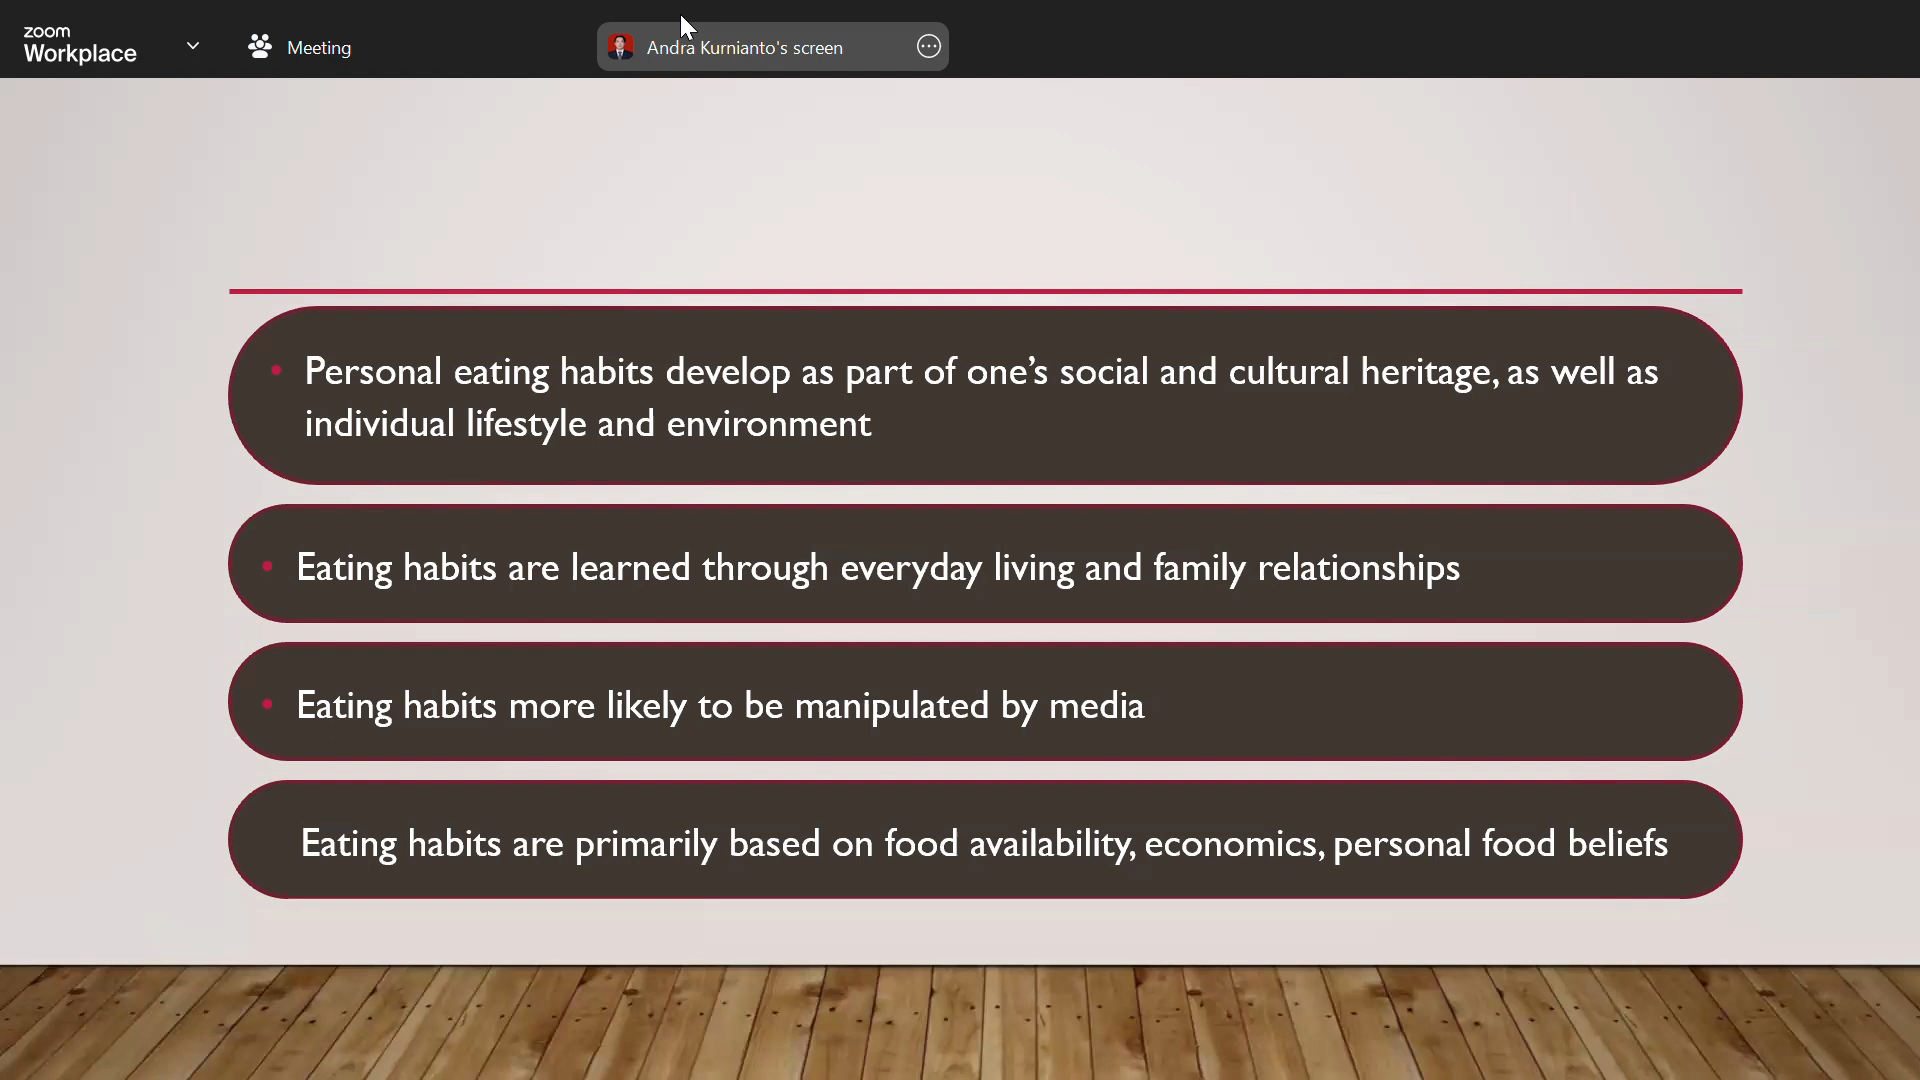 zoom
Workplace
Meeting
Andra Kurnianto's screen
• Personal eating habits develop as part of one’s social and cultural heritage, as well as
individual lifestyle and environment
• Eating habits are learned through everyday living and family relationships
• Eating habits more likely to be manipulated by media
Eating habits are primarily based on food availability, economics, personal food beliefs